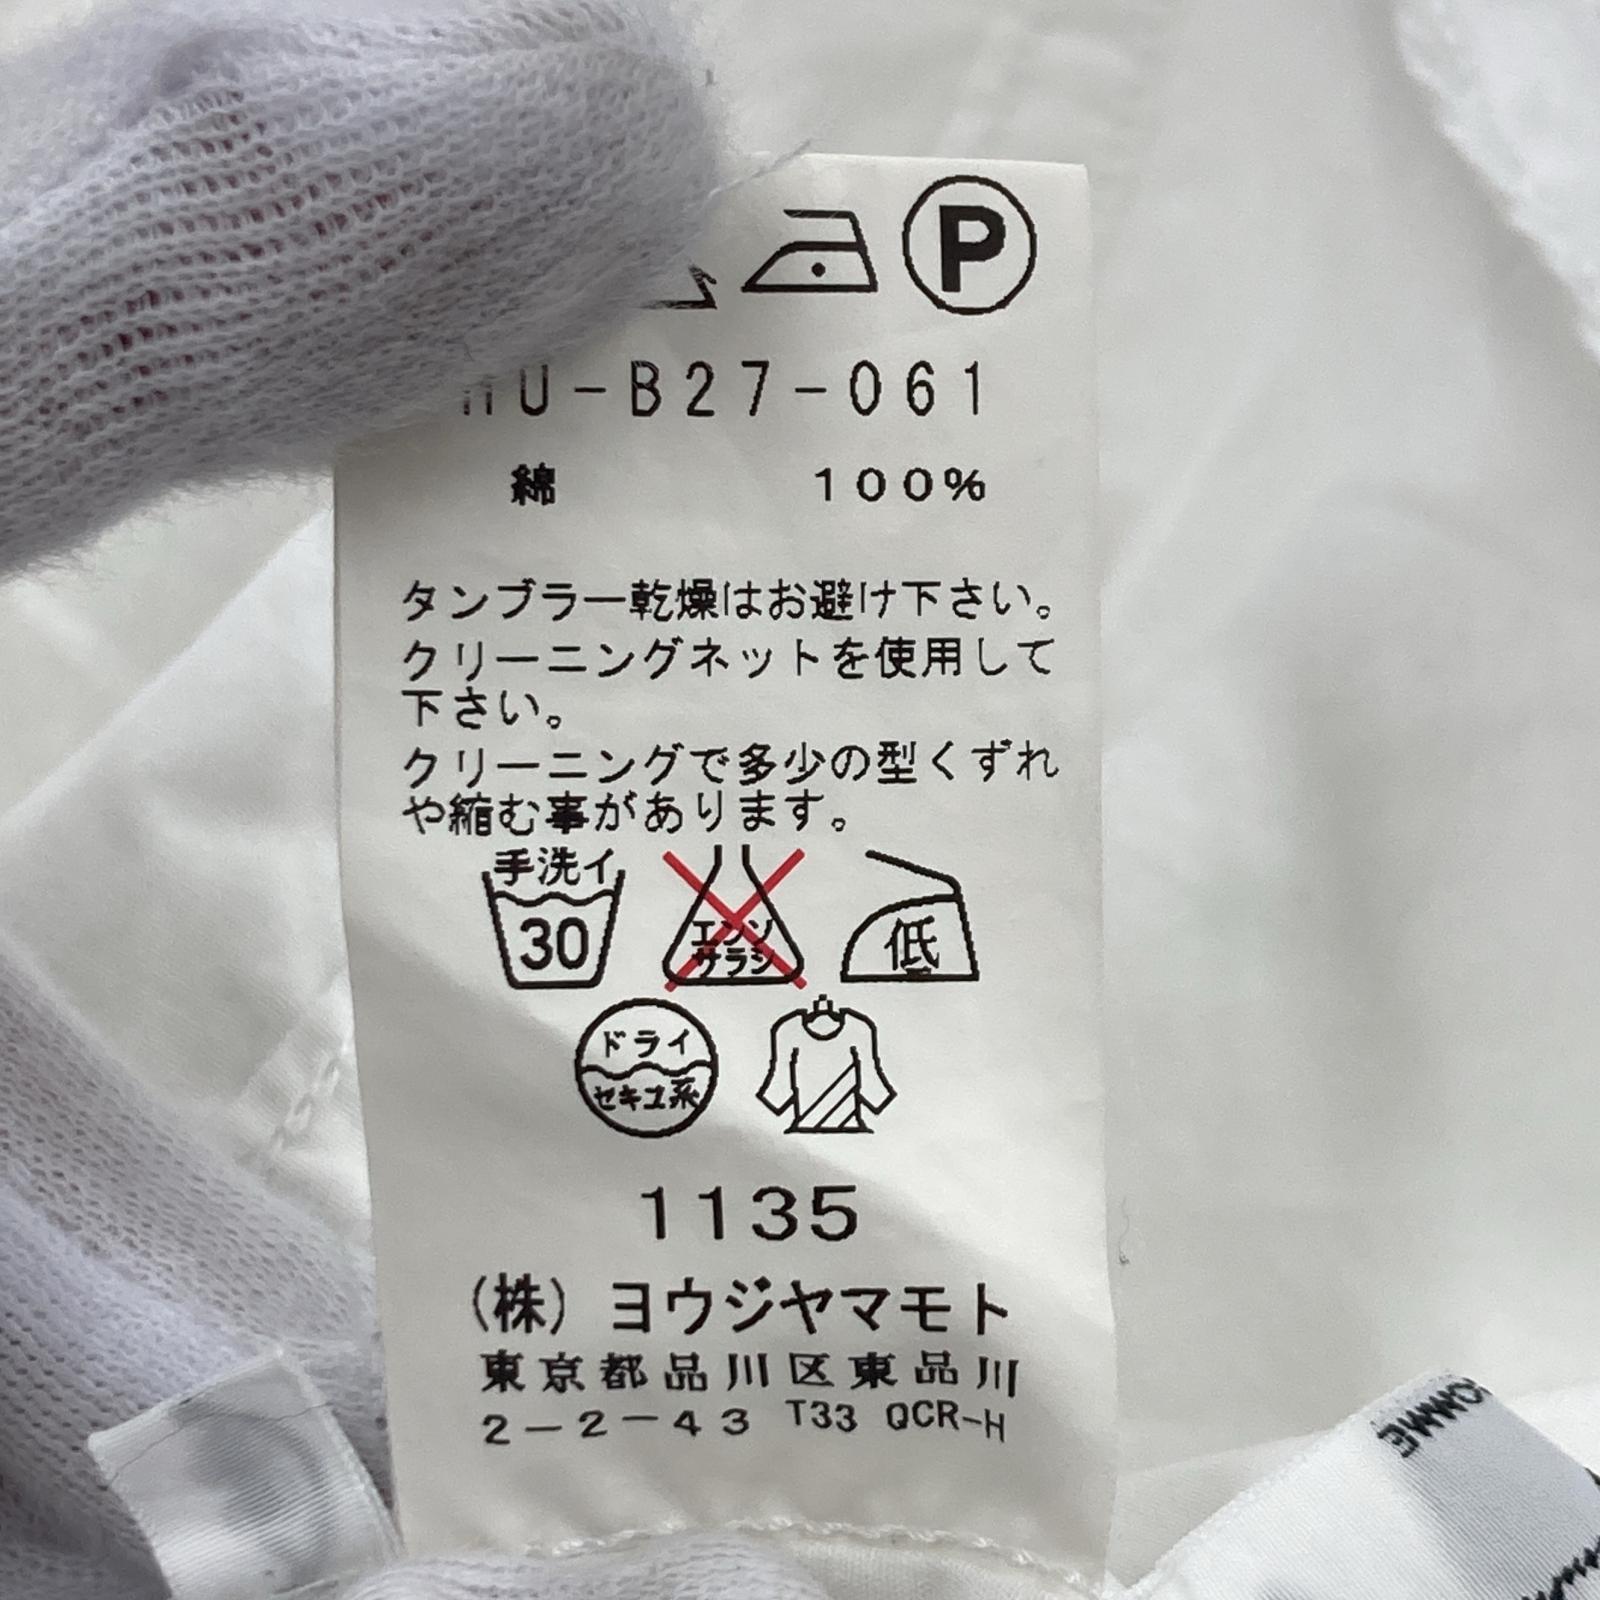 P
U-B27-061
綿 100%
タンブラー乾燥はお避け下さい。
クリーニングネットを使用して
下さい。
クリーニングで多少の型くずれ
や縮む事があります。
手洗イ
30
エンソ
サラシ
低
ドライ
セキユ系
1135
(株)ヨウジヤマモト
東京都品川区東品川
2-2-43 T33 QCR-H
OMME